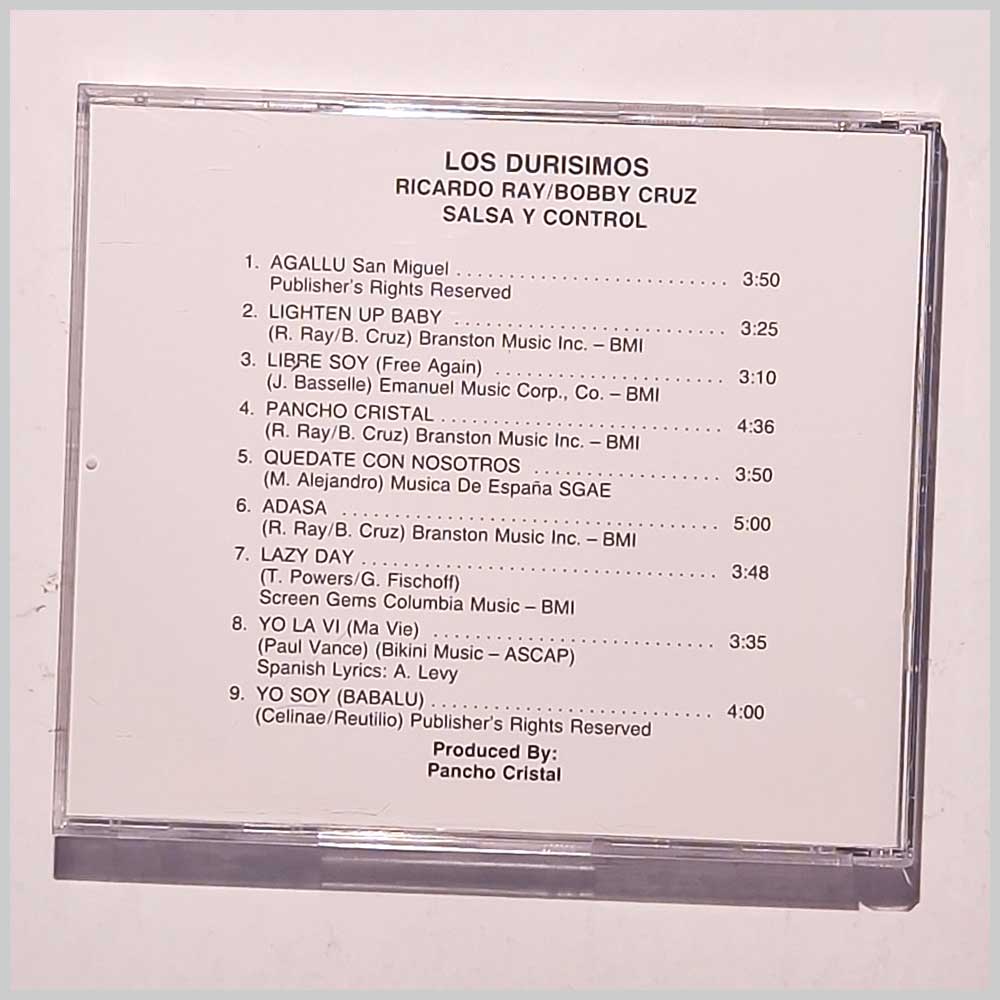 LOS DURISIMOS
RICARDO RAY/BOBBY CRUZ
SALSA Y CONTROL
1. AGALLU San Miguel ........................... 3:50
Publisher's Rights Reserved
2. LIGHTEN UP BABY ........................... 3:25
(R. Ray/B. Cruz) Branston Music Inc. – BMI
3. LIBRE SOY (Free Again) ........................ 3:10
(J. Basselle) Emanuel Music Corp., Co. – BMI
4. PANCHO CRISTAL ............................ 4:36
(R. Ray/B. Cruz) Branston Music Inc. – BMI
5. QUEDATE CON NOSOTROS ................... 3:50
(M. Alejandro) Musica De España SGAE
6. ADASA ...................................... 5:00
(R. Ray/B. Cruz) Branston Music Inc. – BMI
7. LAZY DAY ................................... 3:48
(T. Powers/G. Fischoff)
Screen Gems Columbia Music – BMI
8. YO LA VI (Ma Vie) ............................ 3:35
(Paul Vance) (Bikini Music – ASCAP)
Spanish Lyrics: A. Levy
9. YO SOY (BABALU) ............................ 4:00
(Celinae/Reutilio) Publisher's Rights Reserved
Produced By:
Pancho Cristal